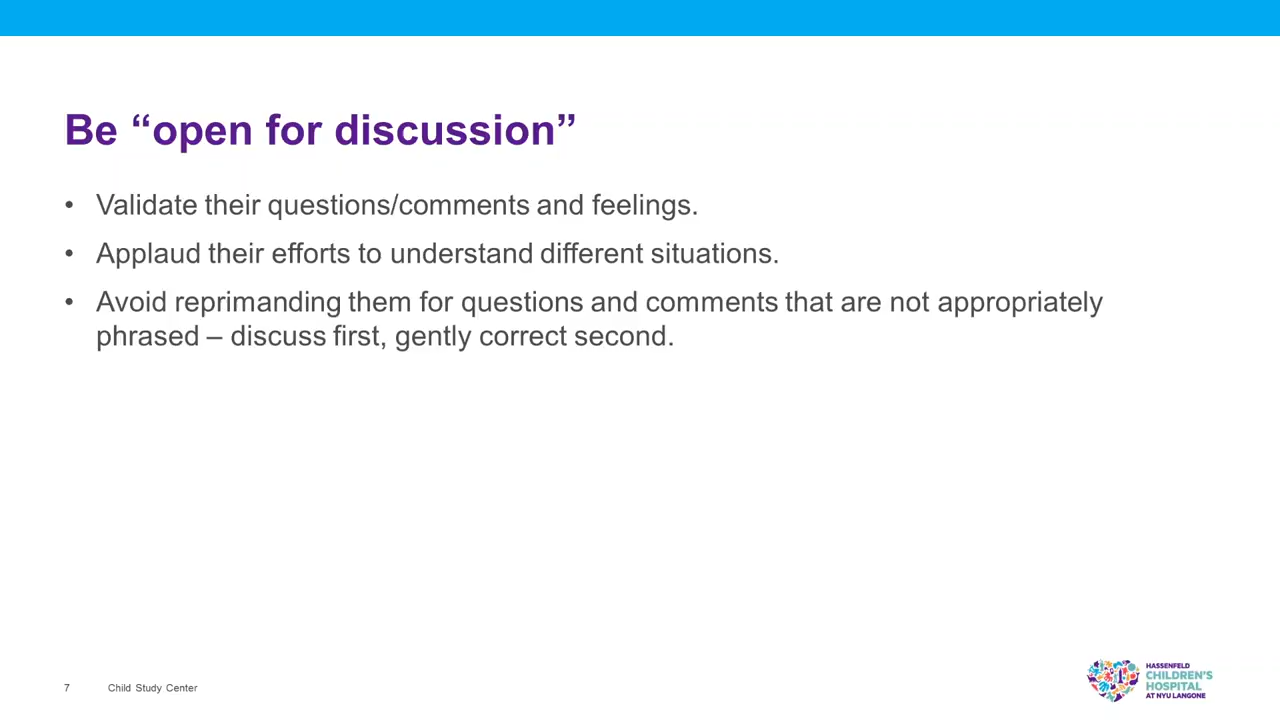 Be “open for discussion”
• Validate their questions/comments and feelings.
• Applaud their efforts to understand different situations.
• Avoid reprimanding them for questions and comments that are not appropriately
phrased – discuss first, gently correct second.
7 Child Study Center
HASSENFELD
CHILDREN'S
HOSPITAL
AT NYU LANGONE